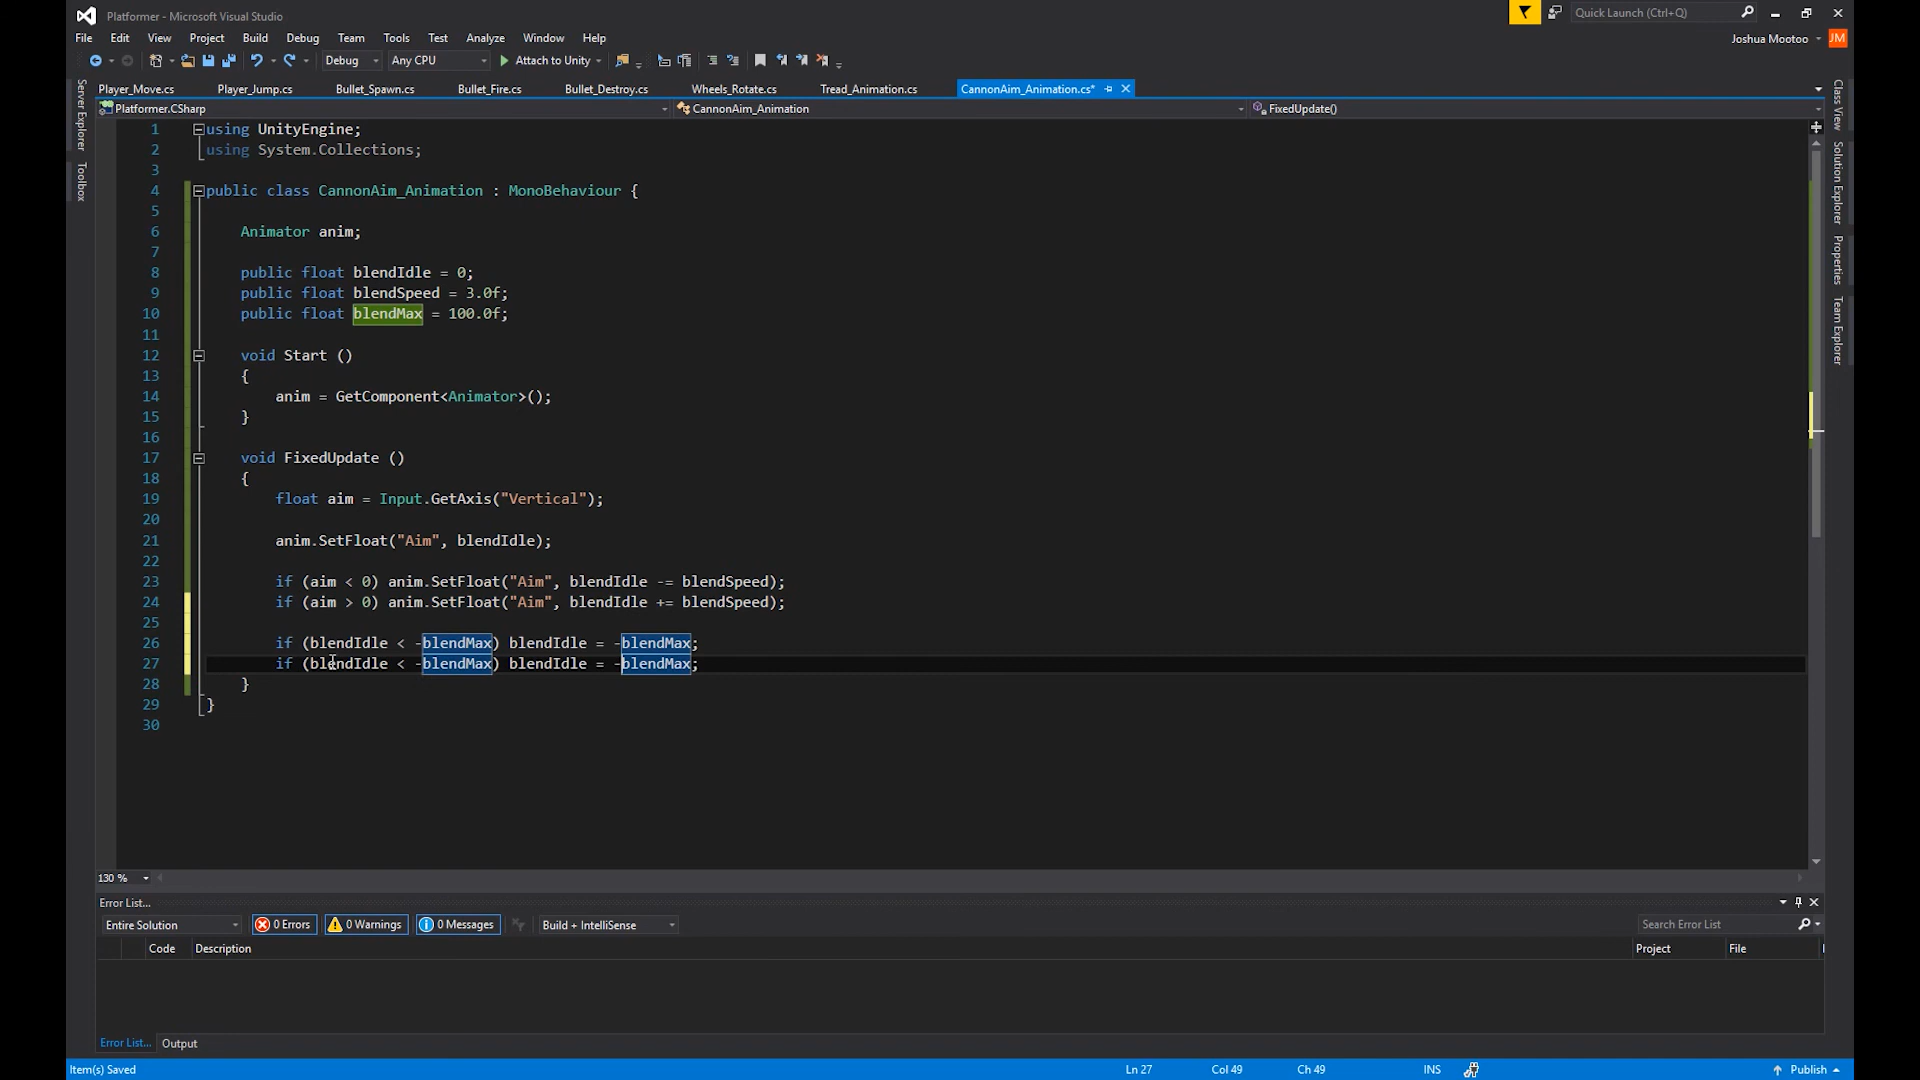 Platformer - Microsoft Visual Studio
Quick Launch (Ctrl+Q)
File Edit View Project Build Debug Team Tools Test Analyze Window Help
Joshua Mootoo JM
Debug Any CPU Attach to Unity
Player_Move.cs Player_Jump.cs Bullet_Spawn.cs Bullet_Fire.cs Bullet_Destroy.cs Wheels_Rotate.cs Tread_Animation.cs CannonAim_Animation.cs*
Platformer.CSharp CannonAim_Animation FixedUpdate()
Server Explorer
Toolbox
Class View
Solution Explorer
Properties
Team Explorer
1 using UnityEngine;
2 using System.Collections;
3
4 public class CannonAim_Animation : MonoBehaviour {
5
6 Animator anim;
7
8 public float blendIdle = 0;
9 public float blendSpeed = 3.0f;
10 public float blendMax = 100.0f;
11
12 void Start ()
13 {
14 anim = GetComponent<Animator>();
15 }
16
17 void FixedUpdate ()
18 {
19 float aim = Input.GetAxis("Vertical");
20
21 anim.SetFloat("Aim", blendIdle);
22
23 if (aim < 0) anim.SetFloat("Aim", blendIdle -= blendSpeed);
24 if (aim > 0) anim.SetFloat("Aim", blendIdle += blendSpeed);
25
26 if (blendIdle < -blendMax) blendIdle = -blendMax;
27 if (blendIdle < -blendMax) blendIdle = -blendMax;
28 }
29 }
30
130 %
Error List...
Entire Solution 0 Errors 0 Warnings 0 Messages Build + IntelliSense Search Error List
Code Description Project File
Error List... Output
Item(s) Saved Ln 27 Col 49 Ch 49 INS Publish